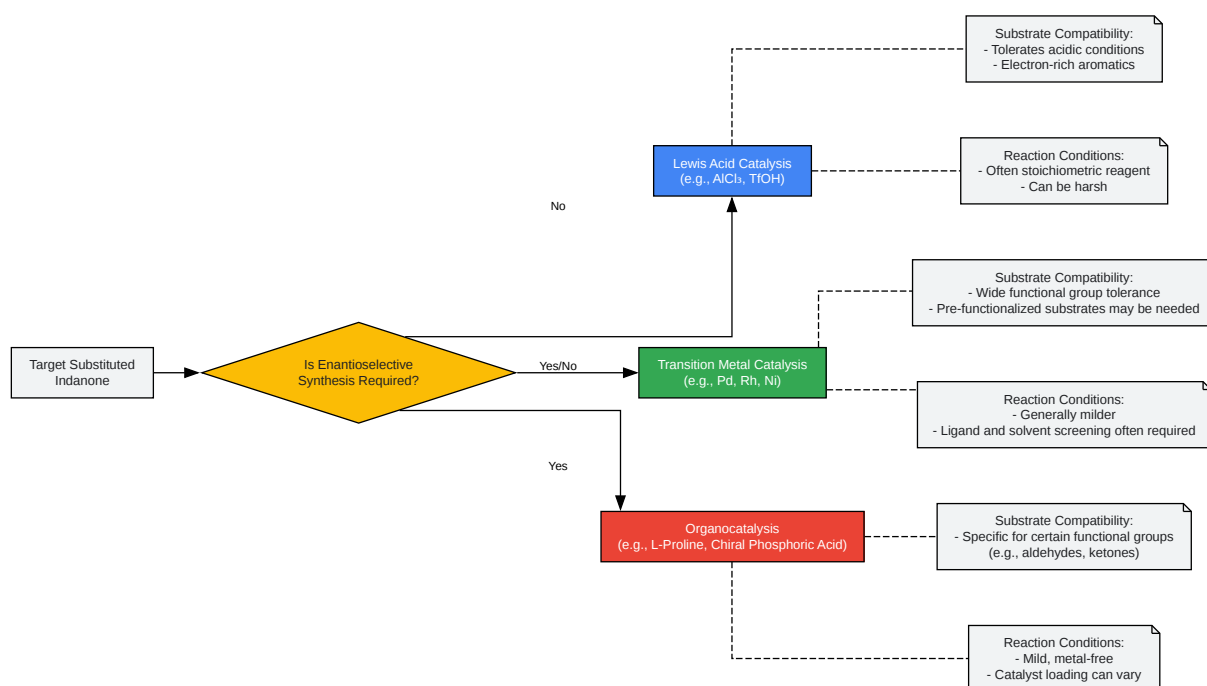 Substrate Compatibility:
- Tolerates acidic conditions
- Electron-rich aromatics
Lewis Acid Catalysis
(e.g., AlCl₃, TfOH)
Reaction Conditions:
- Often stoichiometric reagent
- Can be harsh
No
Substrate Compatibility:
- Wide functional group tolerance
- Pre-functionalized substrates may be needed
Target Substituted
Indanone
Is Enantioselective
Synthesis Required?
Yes/No
Transition Metal Catalysis
(e.g., Pd, Rh, Ni)
Reaction Conditions:
- Generally milder
- Ligand and solvent screening often required
Yes
Organocatalysis
(e.g., L-Proline, Chiral Phosphoric Acid)
Substrate Compatibility:
- Specific for certain functional groups
(e.g., aldehydes, ketones)
Reaction Conditions:
- Mild, metal-free
- Catalyst loading can vary